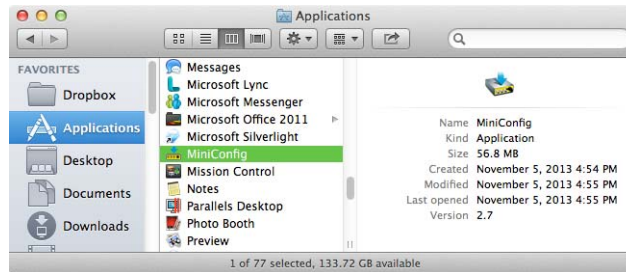 Applications
FAVORITES
Dropbox
Applications
Desktop
Documents
Downloads
Messages
Microsoft Lync
Microsoft Messenger
Microsoft Office 2011
Microsoft Silverlight
MiniConfig
Mission Control
Notes
Parallels Desktop
Photo Booth
Preview
Name MiniConfig
Kind Application
Size 56.8 MB
Created November 5, 2013 4:54 PM
Modified November 5, 2013 4:55 PM
Last opened November 5, 2013 4:55 PM
Version 2.7
1 of 77 selected, 133.72 GB available